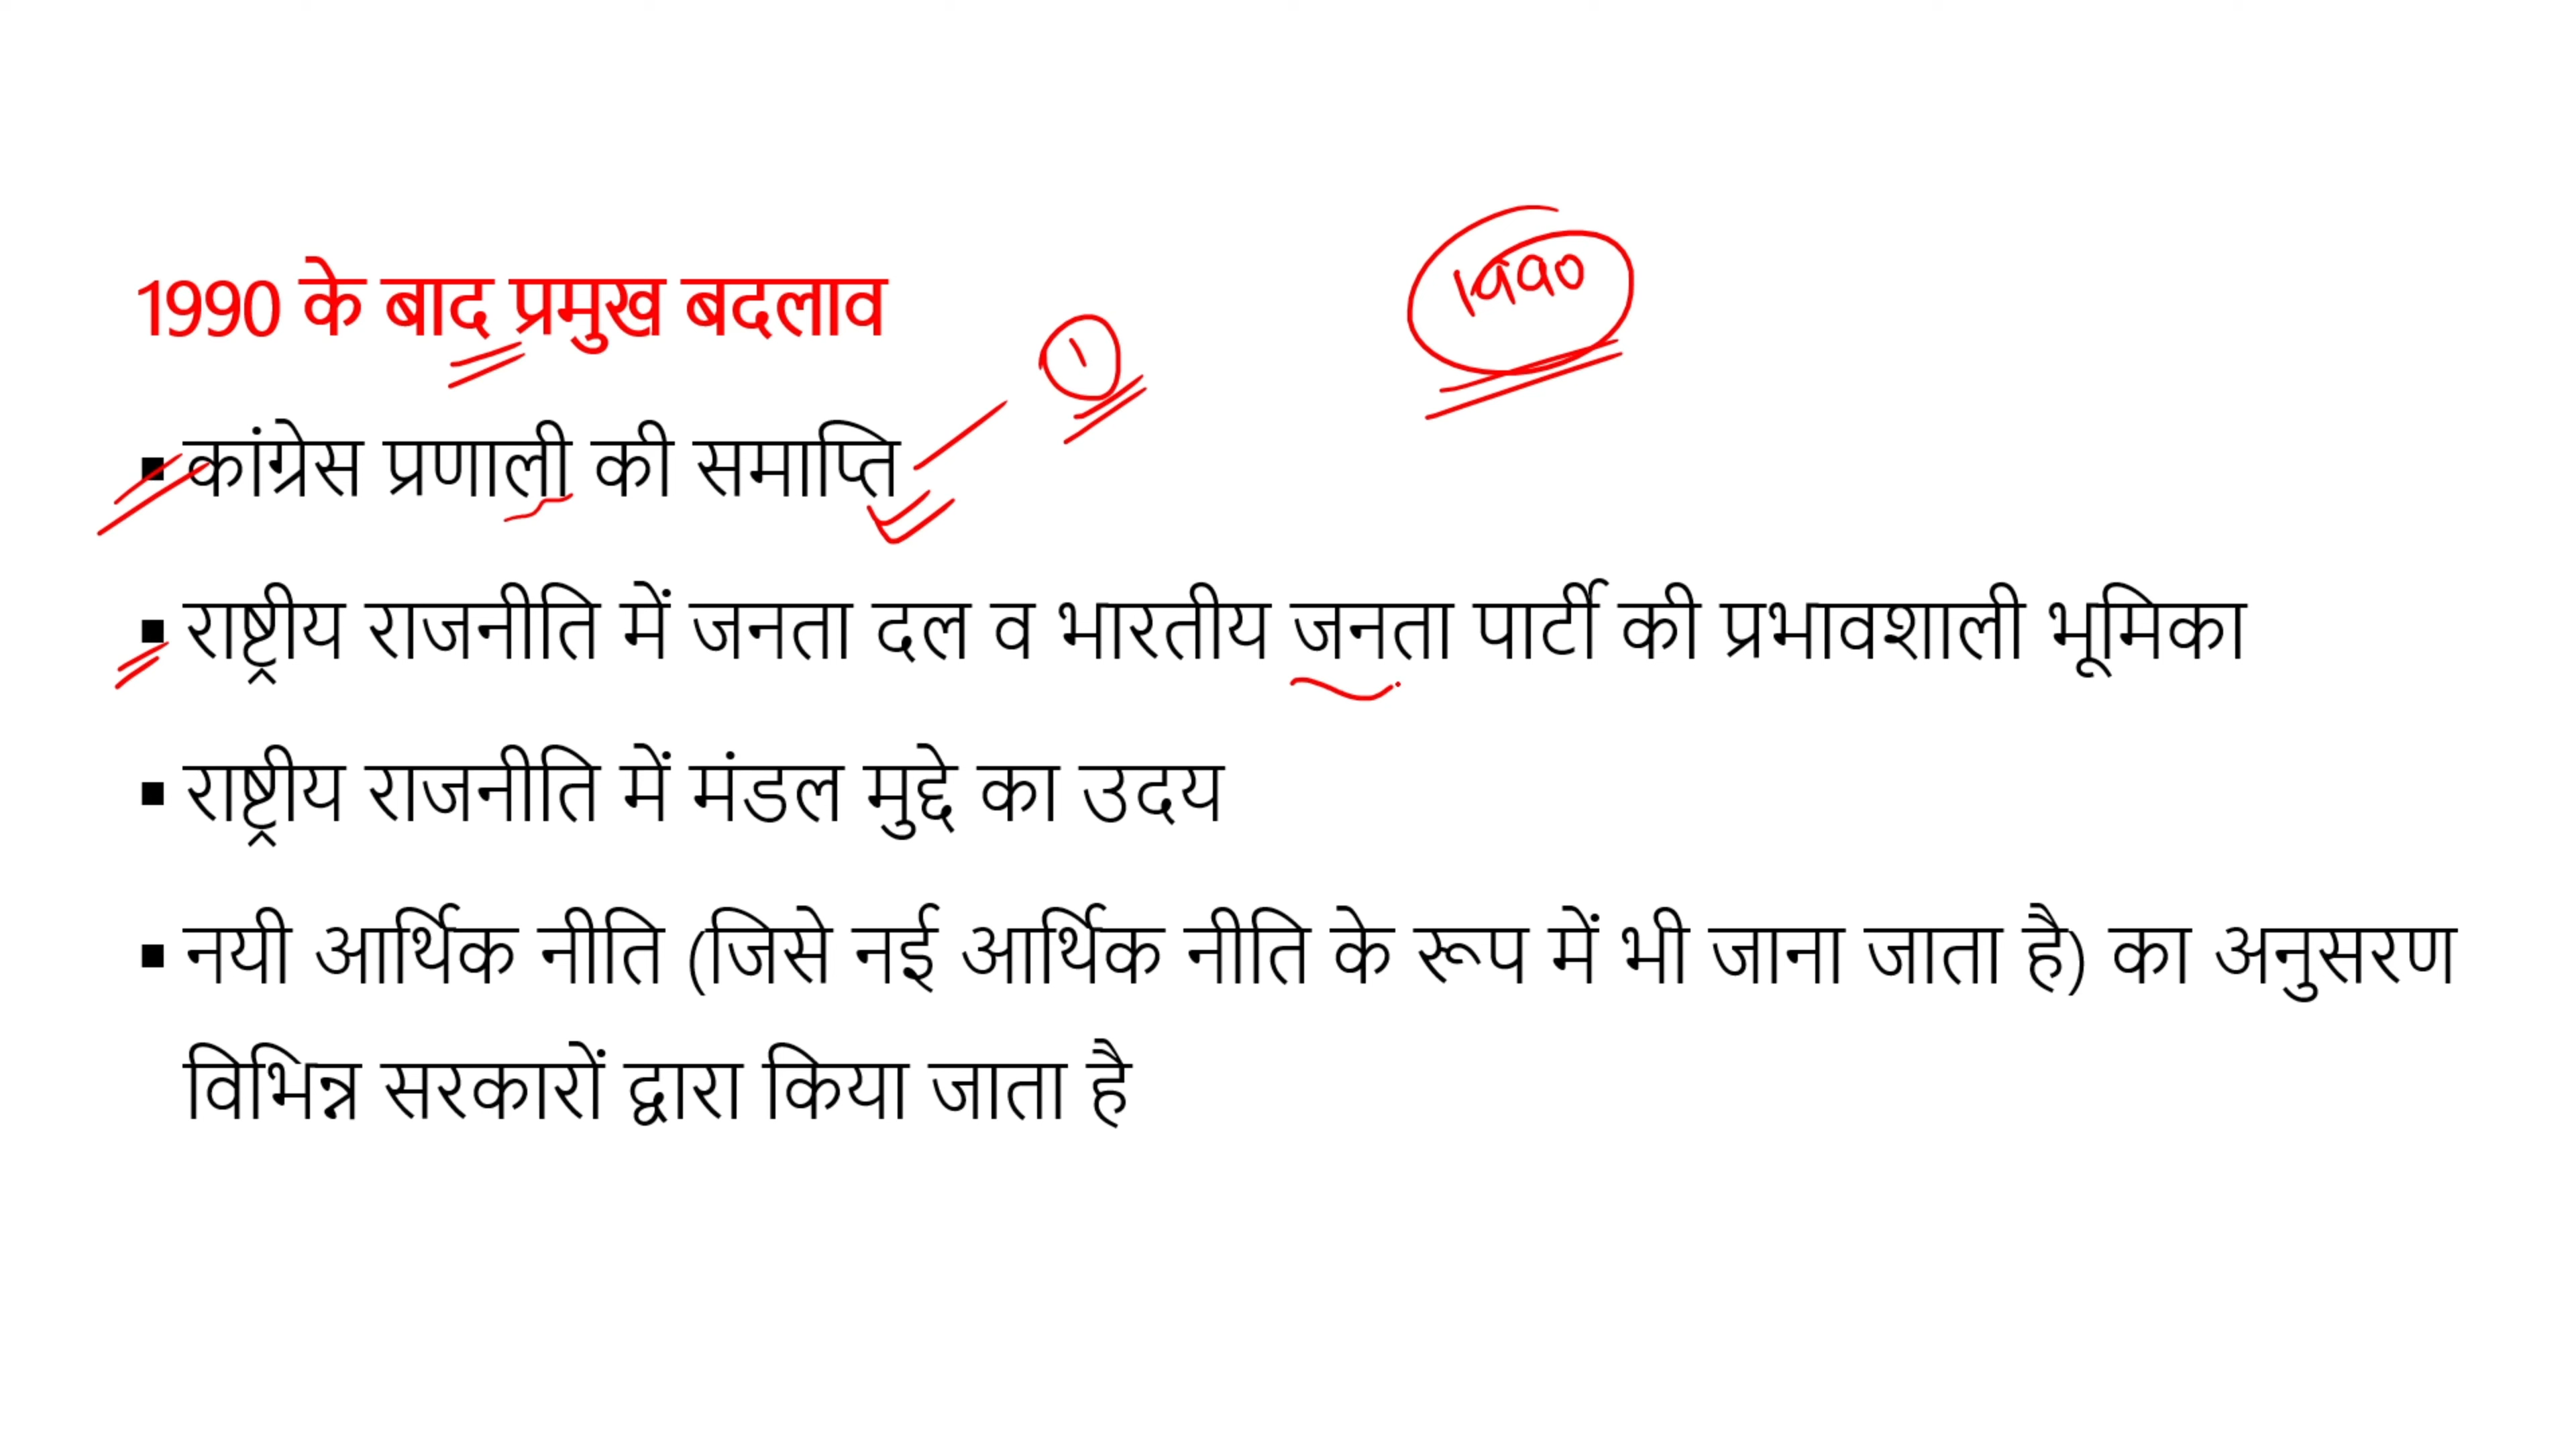 1990
1990 के बाद प्रमुख बदलाव
1
▪ कांग्रेस प्रणाली की समाप्ति
▪ राष्ट्रीय राजनीति में जनता दल व भारतीय जनता पार्टी की प्रभावशाली भूमिका
▪ राष्ट्रीय राजनीति में मंडल मुद्दे का उदय
▪ नयी आर्थिक नीति (जिसे नई आर्थिक नीति के रूप में भी जाना जाता है) का अनुसरण
विभिन्न सरकारों द्वारा किया जाता है